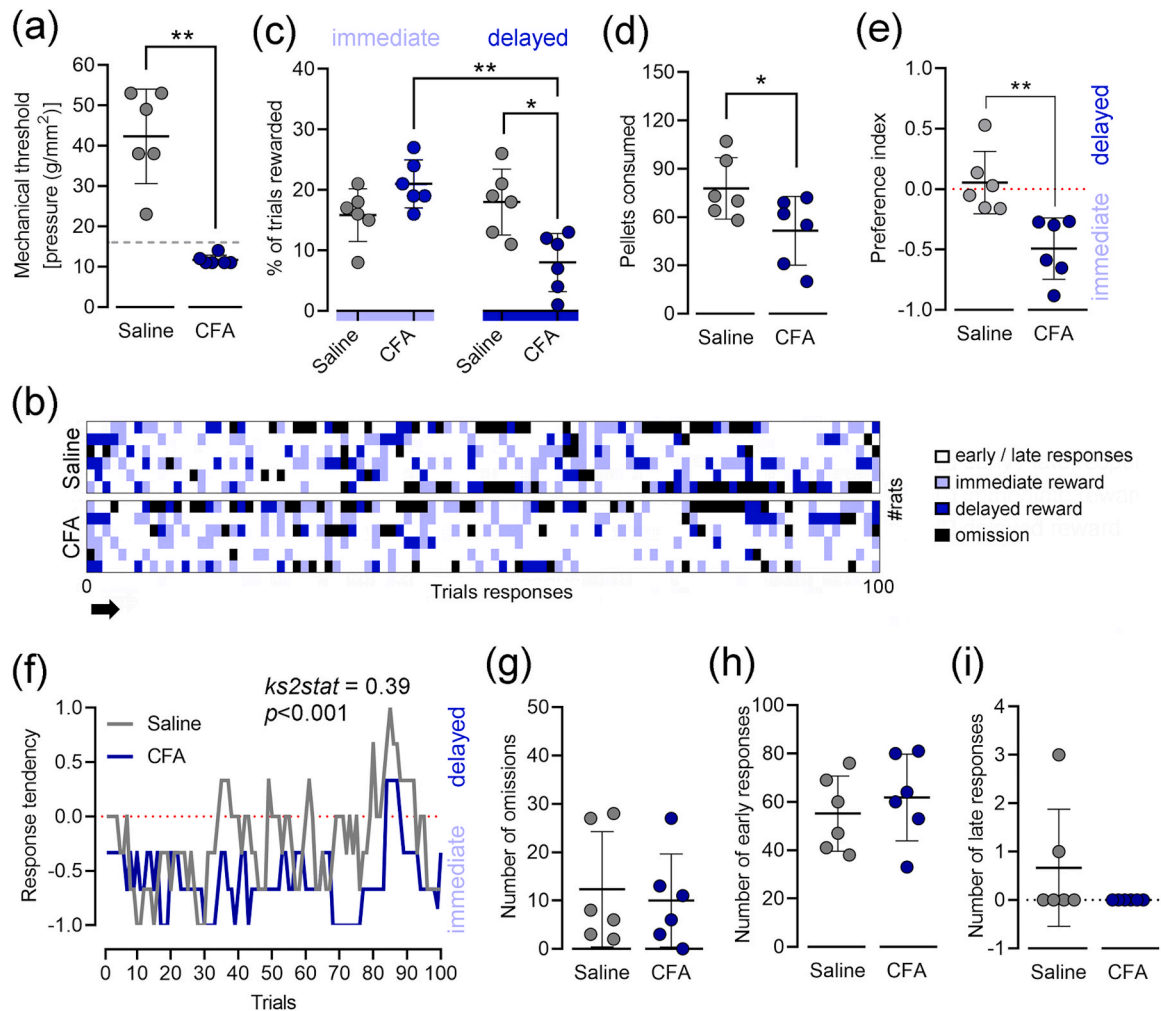 (a)
Mechanical threshold
[pressure (g/mm²)]
60
50
40
30
20
10
0
**
Saline
CFA
(c)
immediate
delayed
% of trials rewarded
40
30
20
10
0
**
*
Saline
CFA
Saline
CFA
(d)
Pellets consumed
150
120
90
60
30
0
*
Saline
CFA
(e)
Preference index
1.0
0.5
0.0
-0.5
-1.0
**
delayed
immediate
Saline
CFA
(b)
Saline
CFA
0
Trials responses
100
#rats
early / late responses
immediate reward
delayed reward
omission
(f)
ks2stat = 0.39
p<0.001
Saline
CFA
Response tendency
1.0
0.5
0.0
-0.5
-1.0
delayed
immediate
0 10 20 30 40 50 60 70 80 90 100
Trials
(g)
Number of omissions
50
40
30
20
10
0
Saline
CFA
(h)
Number of early responses
100
80
60
40
20
0
Saline
CFA
(i)
Number of late responses
4
3
2
1
0
-1
Saline
CFA